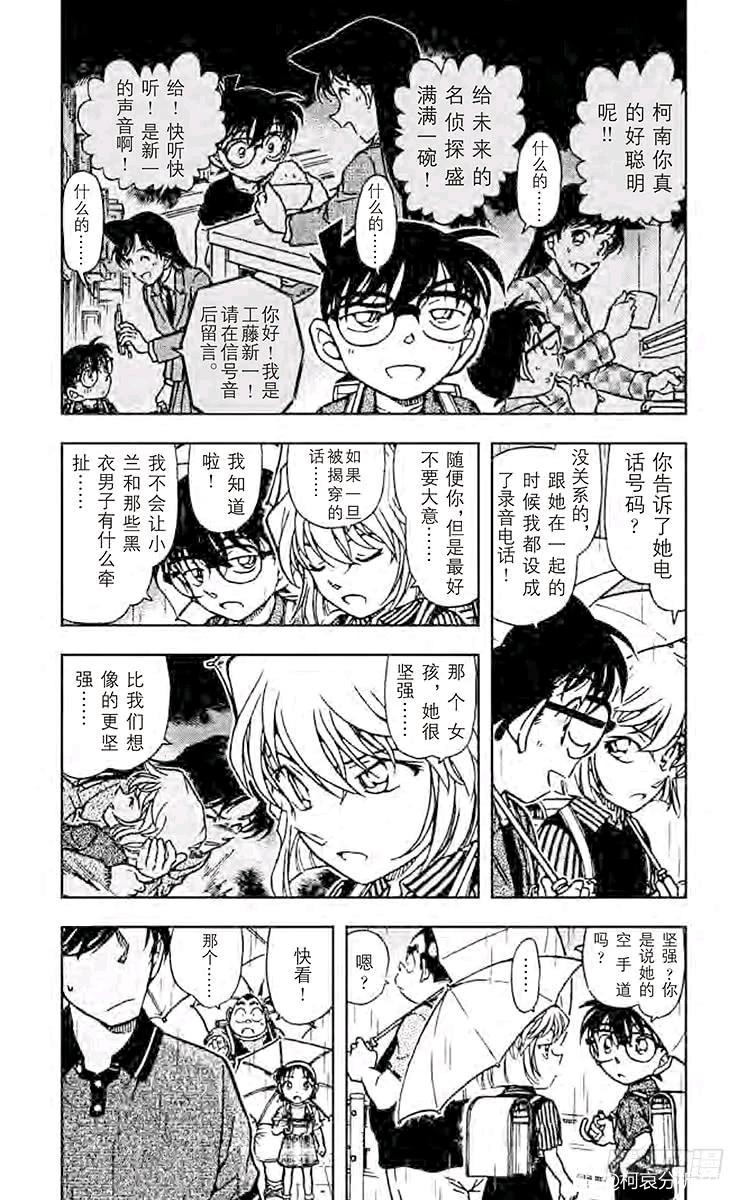 柯南你真
的好聪明
呢!!
什么的……
给未来的
名侦探盛
满满一碗！
什么的……
给！快听快
听！是新一
的声音啊！
什么的……
你好！我是
工藤新一！
请在信号音
后留言。
你告诉了她电
话号码？
没关系的，
跟她在一起的
时候我都设成
了录音电话！
随便你，但是最好
不要大意……
如果一旦
被揭穿的
话……
我知道
啦！
我不会让小
兰和那些黑
衣男子有什么牵
扯…
那个女
孩，她很
坚强……
比我们想
像的更坚
强……
坚强？你
是说她的
空手道
吗？
嗯？
快看！
那个……
@柯哀分